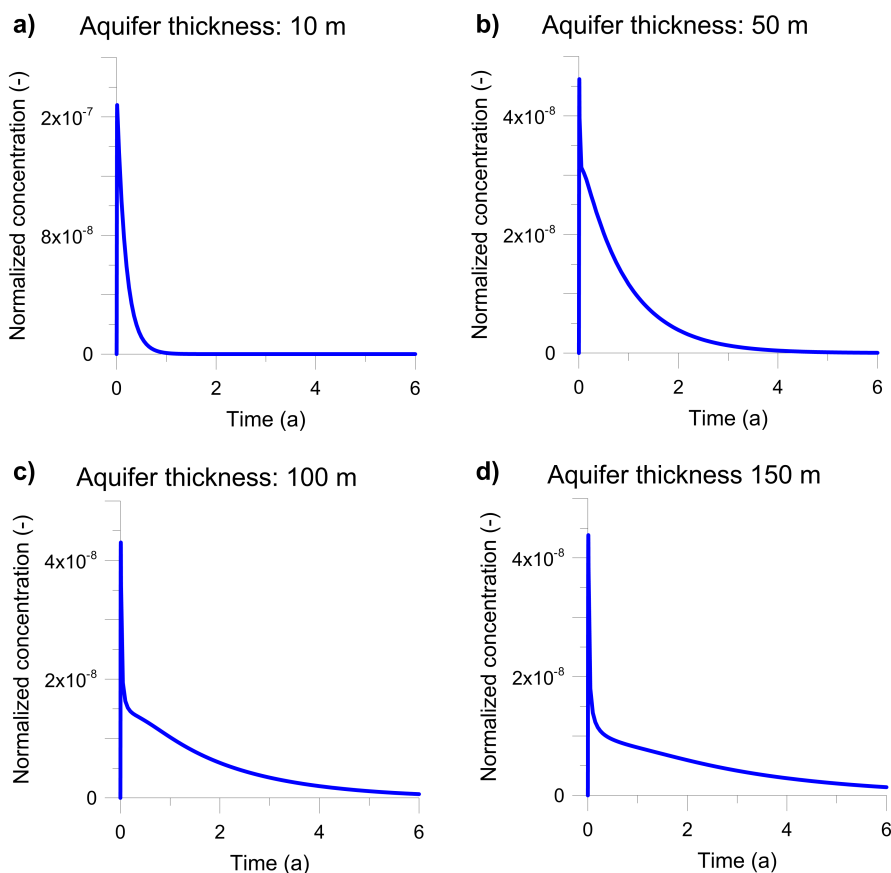 a) Aquifer thickness: 10 m
Normalized concentration (-)
2x10-7
8x10-8
0
0 2 4 6
Time (a)
b) Aquifer thickness: 50 m
Normalized concentration (-)
4x10-8
2x10-8
0
0 2 4 6
Time (a)
c) Aquifer thickness: 100 m
Normalized concentration (-)
4x10-8
2x10-8
0
0 2 4 6
Time (a)
d) Aquifer thickness 150 m
Normalized concentration (-)
4x10-8
2x10-8
0
0 2 4 6
Time (a)